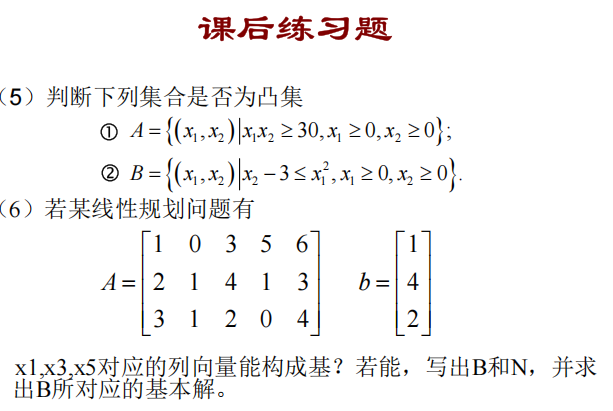 课后练习题
（5）判断下列集合是否为凸集
① A = {(x₁, x₂) | x₁x₂ ≥ 30, x₁ ≥ 0, x₂ ≥ 0};
② B = {(x₁, x₂) | x₂ − 3 ≤ x₁², x₁ ≥ 0, x₂ ≥ 0}.
（6）若某线性规划问题有
A = [1 0 3 5 6
2 1 4 1 3
3 1 2 0 4] b = [1
4
2]
x1,x3,x5对应的列向量能构成基？若能，写出B和N，并求
出B所对应的基本解。